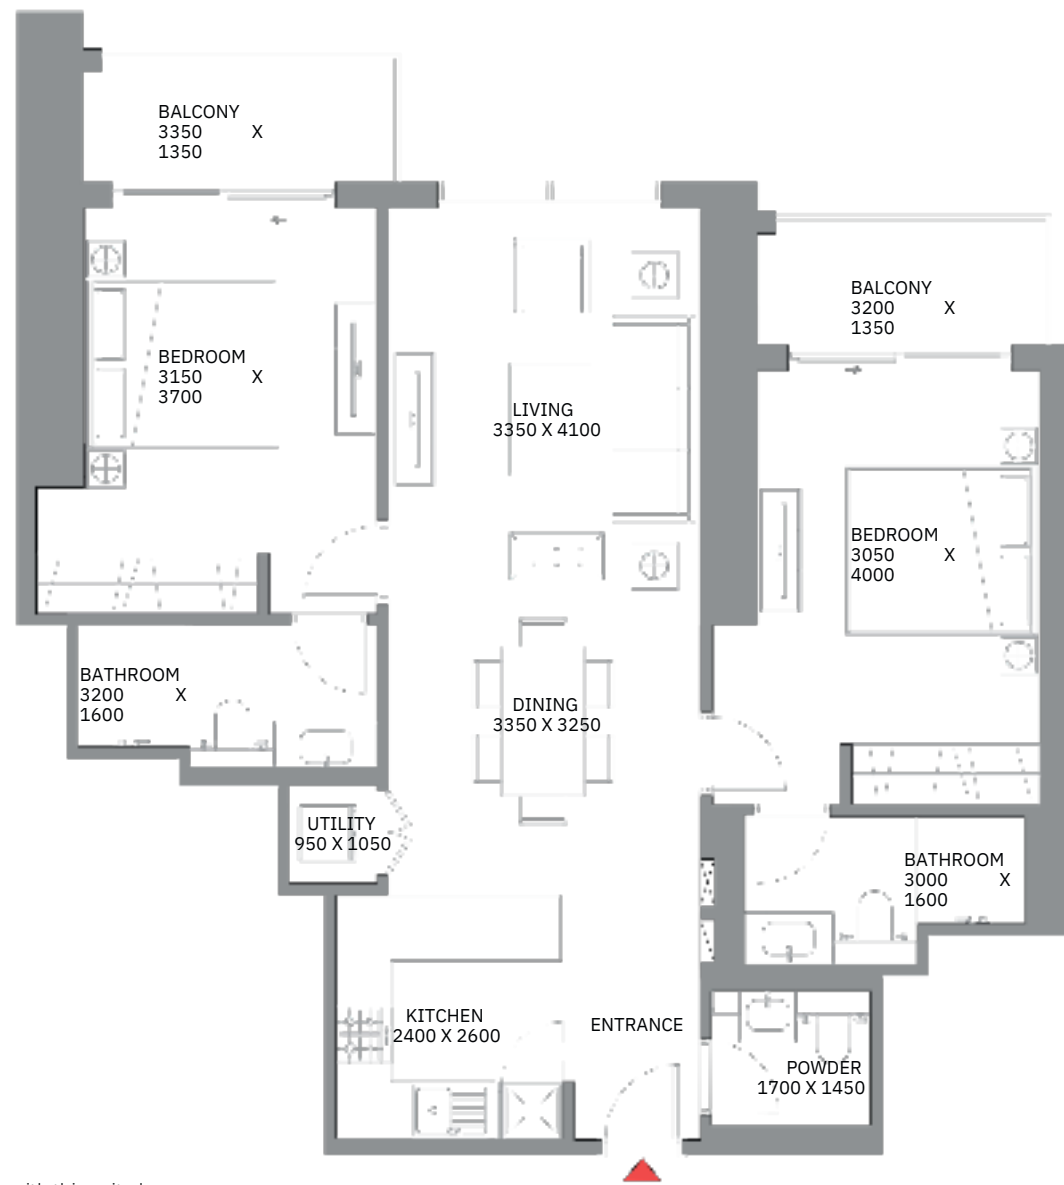 BALCONY
3350 X
1350
BALCONY
3200 X
1350
BEDROOM
3150 X
3700
LIVING
3350 X 4100
BEDROOM
3050 X
4000
BATHROOM
3200 X
1600
DINING
3350 X 3250
UTILITY
950 X 1050
BATHROOM
3000 X
1600
KITCHEN
2400 X 2600
ENTRANCE
POWDER
1700 X 1450